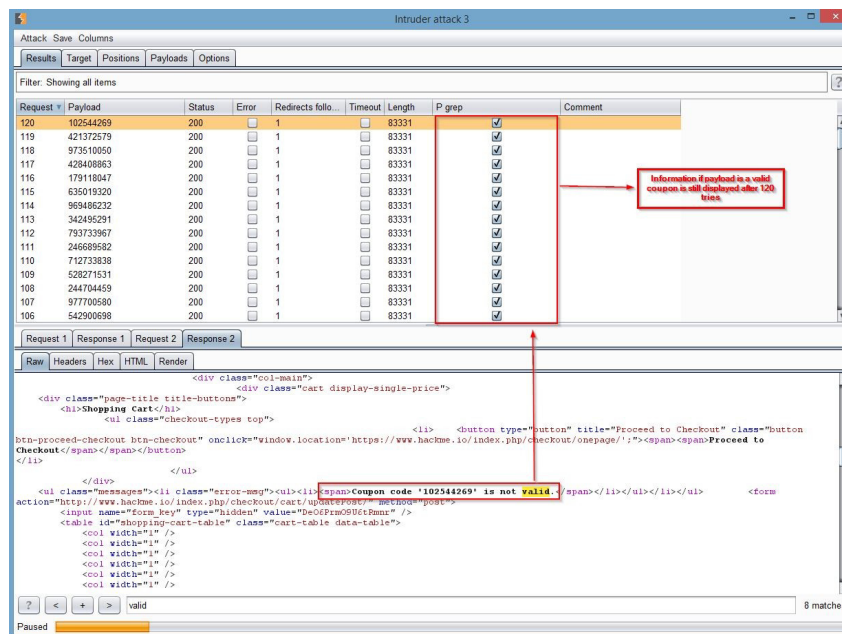 Intruder attack 3
Attack Save Columns
Results Target Positions Payloads Options
Filter: Showing all items
Request Payload Status Error Redirects follo... Timeout Length P grep Comment
120 102544269 200 1 83331
119 421372579 200 1 83331
118 973510050 200 1 83331
117 428408863 200 1 83331
116 179118047 200 1 83331
115 635019320 200 1 83331
114 969486232 200 1 83331
113 342495291 200 1 83331
112 793733967 200 1 83331
111 246689582 200 1 83331
110 712733838 200 1 83331
109 528271531 200 1 83331
108 244704459 200 1 83331
107 977700580 200 1 83331
106 542900698 200 1 83331
Information if payload is a valid
coupon is still displayed after 120
tries
Request 1 Response 1 Request 2 Response 2
Raw Headers Hex HTML Render
<div class="col-main">
<div class="cart display-single-price">
<div class="page-title title-buttons">
<h1>Shopping Cart</h1>
<ul class="checkout-types top">
<li> <button type="button" title="Proceed to Checkout" class="button
btn-proceed-checkout btn-checkout" onclick="window.location='https://www.hackme.io/index.php/checkout/onepage/';"><span><span>Proceed to
Checkout</span></span></button>
</li>
</ul>
</div>
<ul class="messages"><li class="error-msg"><ul><li><span>Coupon code '102544269' is not valid.</span></li></ul></li></ul> <form
action="http://www.hackme.io/index.php/checkout/cart/updatePost/" method="post">
<input name="form_key" type="hidden" value="DeO6PrmO9U6tRmnr" />
<table id="shopping-cart-table" class="cart-table data-table">
<col width="1" />
<col width="1" />
<col width="1" />
<col width="1" />
<col width="1" />
<col width="1" />
? < + > valid 8 matche
Paused